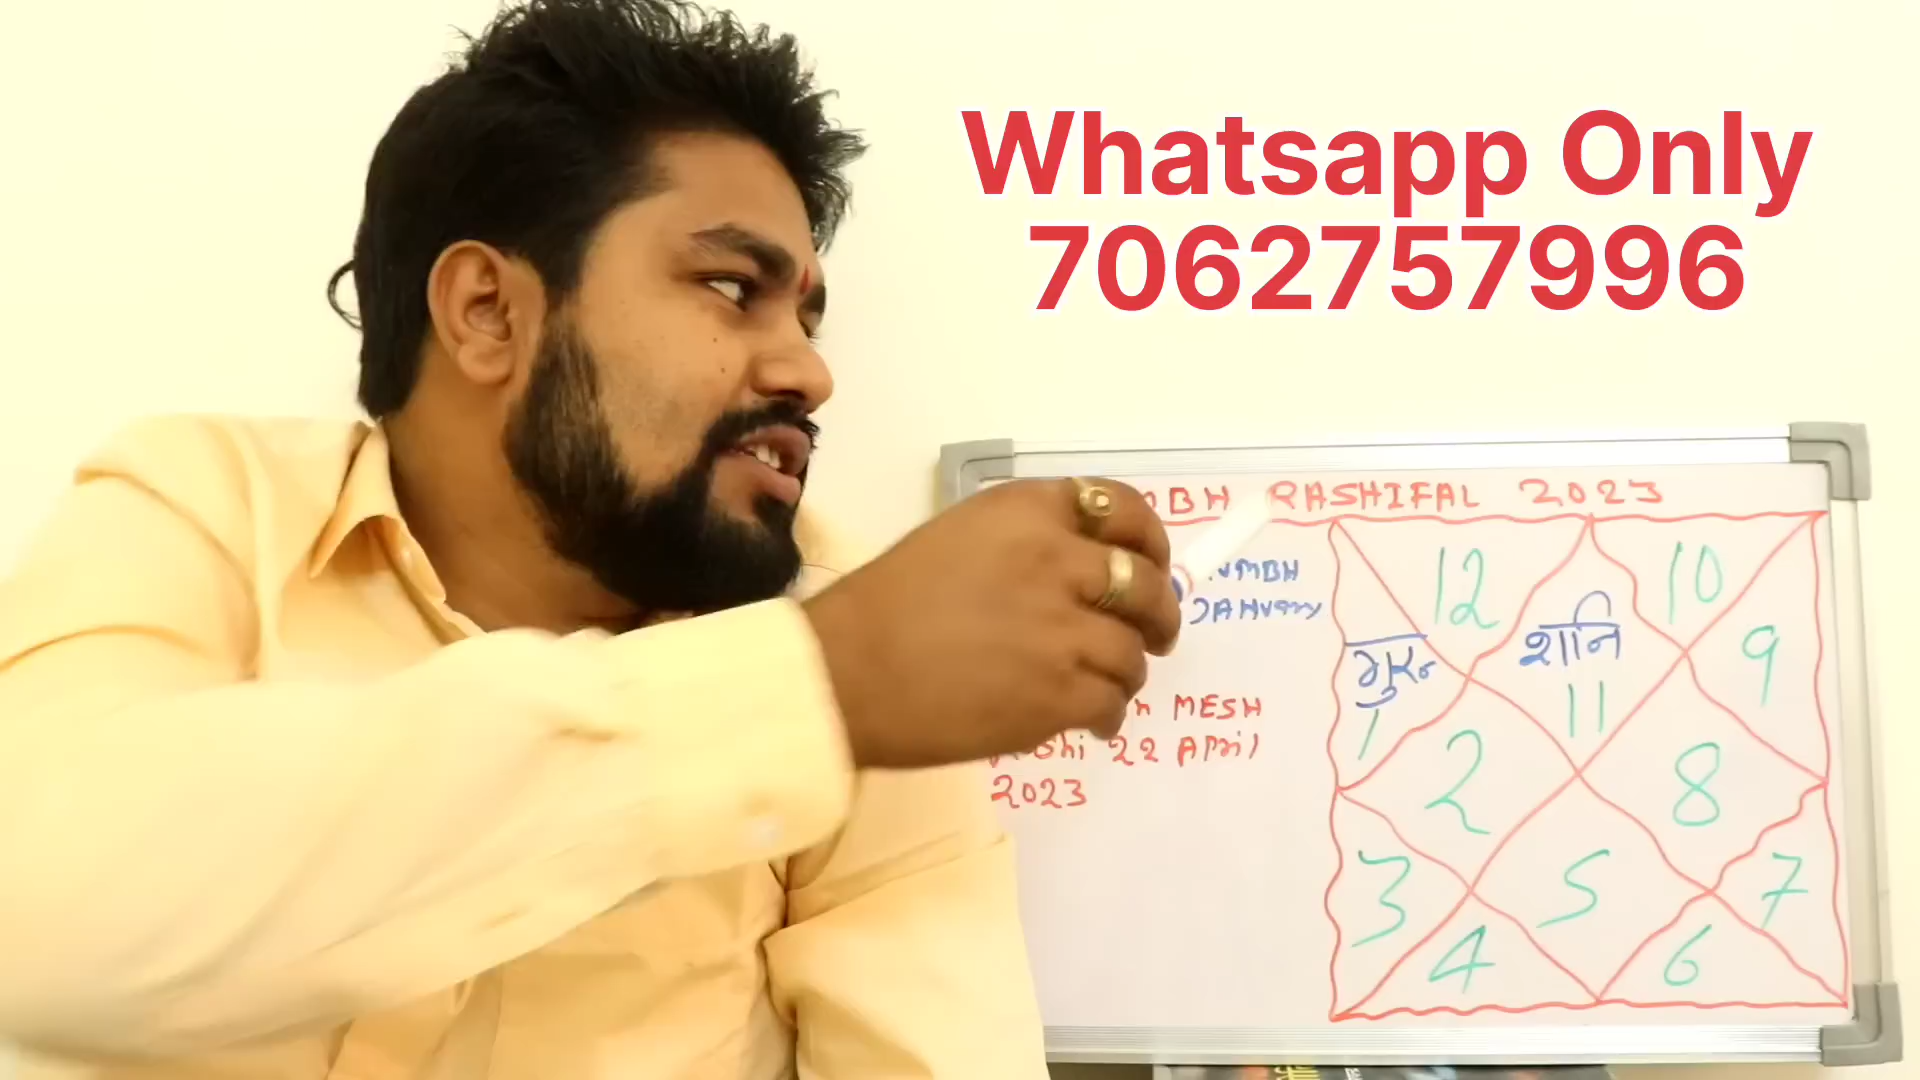 Whatsapp Only
7062757996
RASHIFAL 2023
JANUARY
MESH
22 April
2023
12
10
9
शनि
गुरु
11
1
2
8
3
5
7
4
6